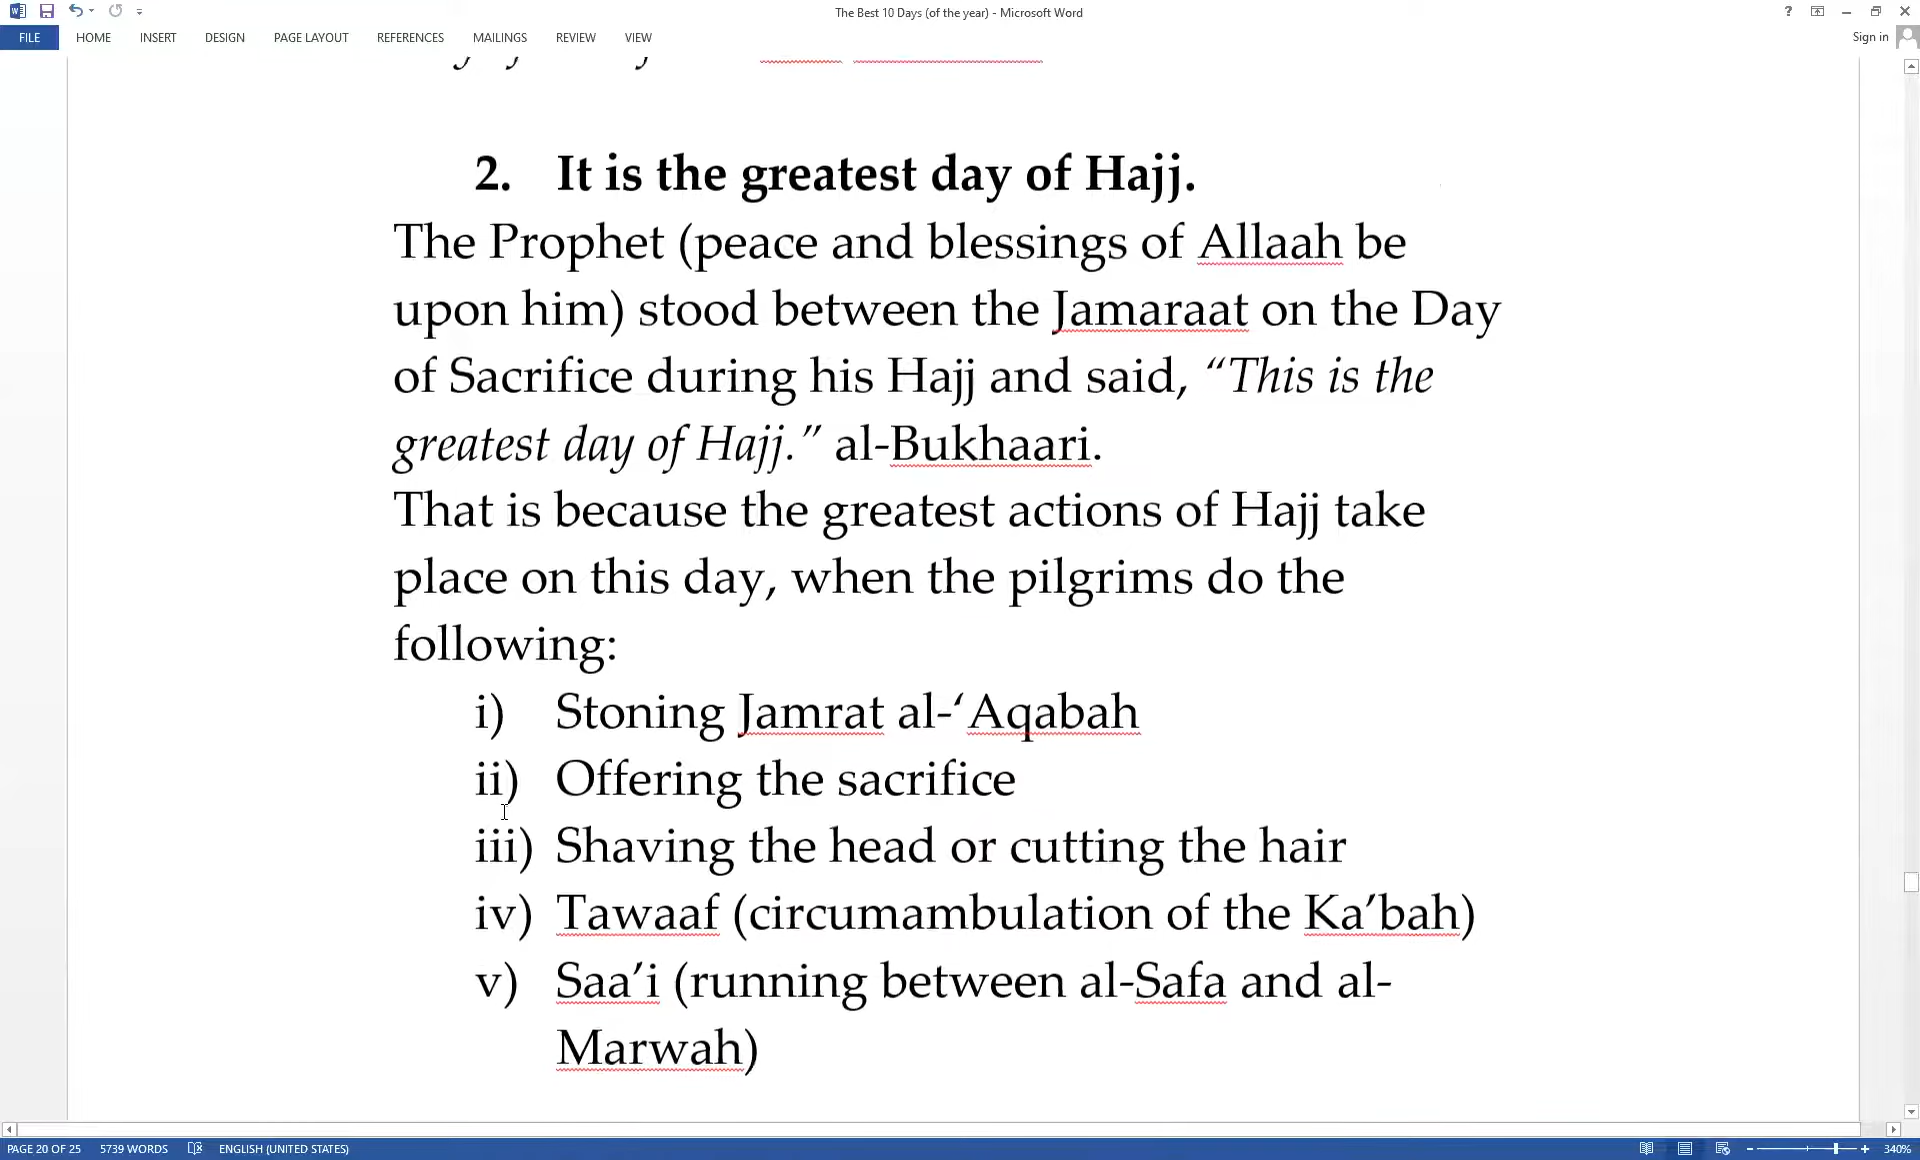 The Best 10 Days (of the year) - Microsoft Word
?
FILE HOME INSERT DESIGN PAGE LAYOUT REFERENCES MAILINGS REVIEW VIEW
Sign in
2. It is the greatest day of Hajj.
The Prophet (peace and blessings of Allaah be
upon him) stood between the Jamaraat on the Day
of Sacrifice during his Hajj and said, “This is the
greatest day of Hajj.” al-Bukhaari.
That is because the greatest actions of Hajj take
place on this day, when the pilgrims do the
following:
i) Stoning Jamrat al-‘Aqabah
ii) Offering the sacrifice
iii) Shaving the head or cutting the hair
iv) Tawaaf (circumambulation of the Ka’bah)
v) Saa’i (running between al-Safa and al-
Marwah)
PAGE 20 OF 25 5739 WORDS ENGLISH (UNITED STATES) 340%